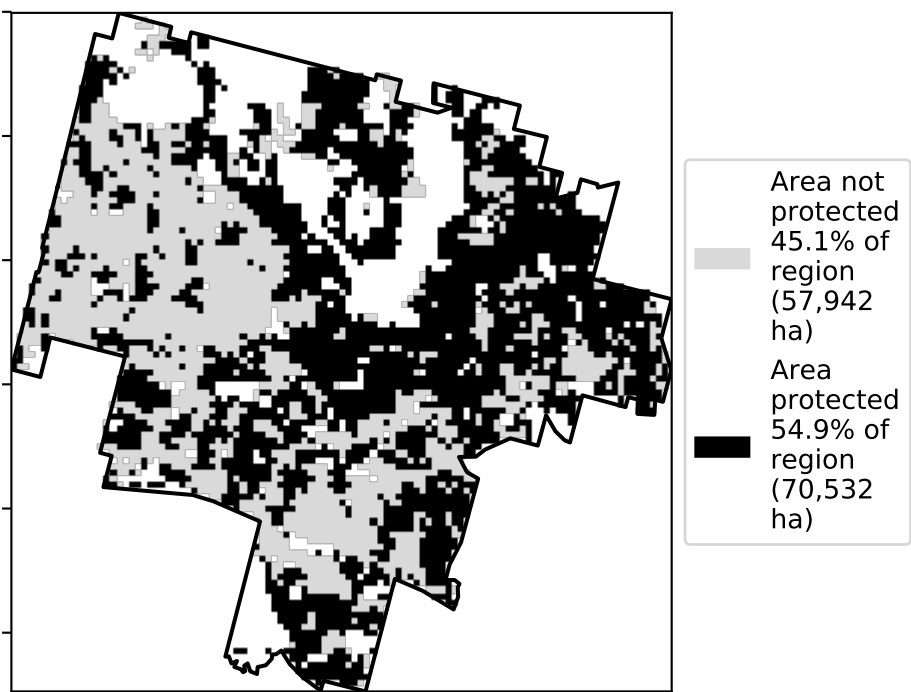 Area not
protected
45.1% of
region
(57,942
ha)
Area
protected
54.9% of
region
(70,532
ha)